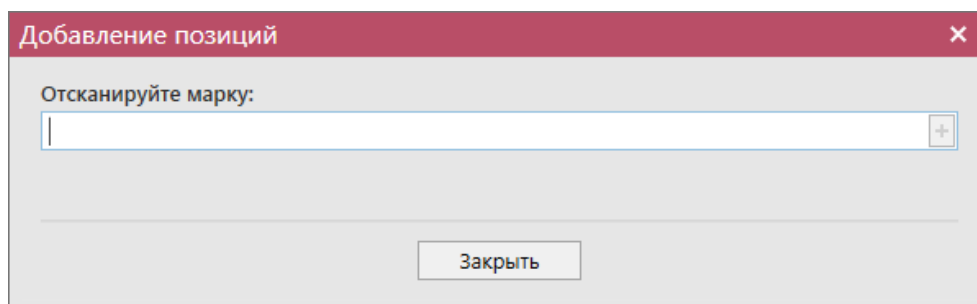 Добавление позиций
Отсканируйте марку:
Закрыть